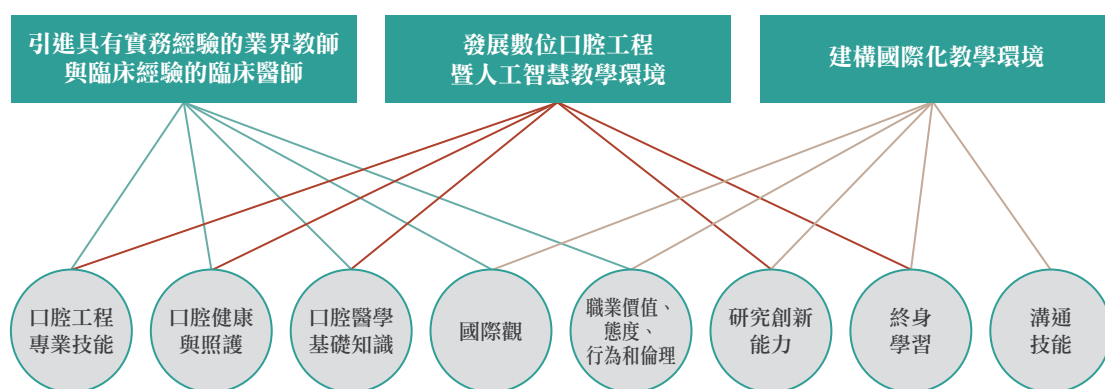 引進具有實務經驗的業界教師
與臨床經驗的臨床醫師
發展數位口腔工程
暨人工智慧教學環境
建構國際化教學環境
口腔工程
專業技能
口腔健康
與照護
口腔醫學
基礎知識
國際觀
職業價值、
態度、
行為和倫理
研究創新
能力
終身
學習
溝通
技能